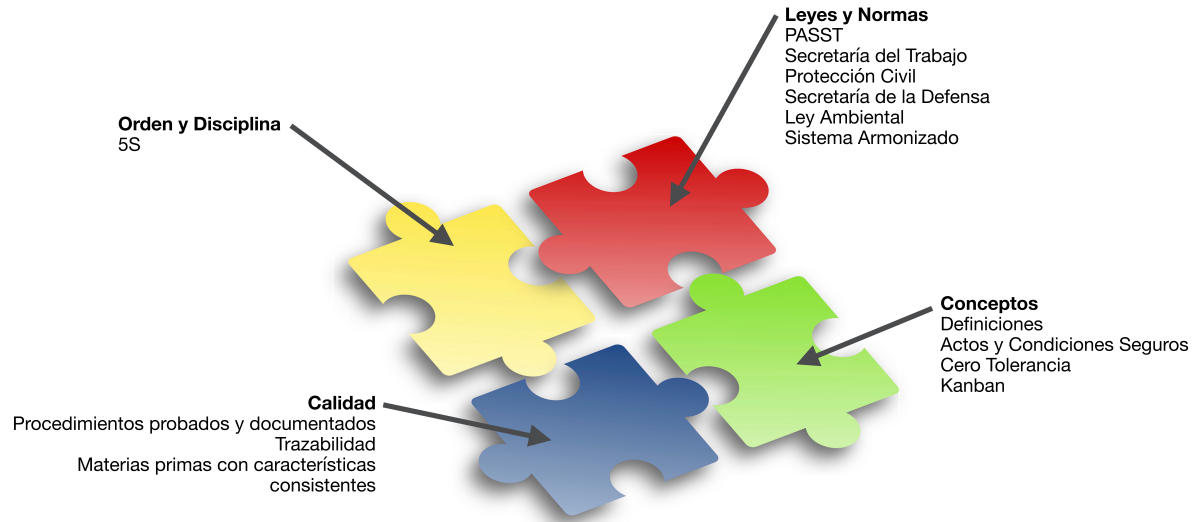 Leyes y Normas
PASST
Secretaría del Trabajo
Protección Civil
Secretaría de la Defensa
Ley Ambiental
Sistema Armonizado
Orden y Disciplina
5S
Conceptos
Definiciones
Actos y Condiciones Seguros
Cero Tolerancia
Kanban
Calidad
Procedimientos probados y documentados
Trazabilidad
Materias primas con características
consistentes